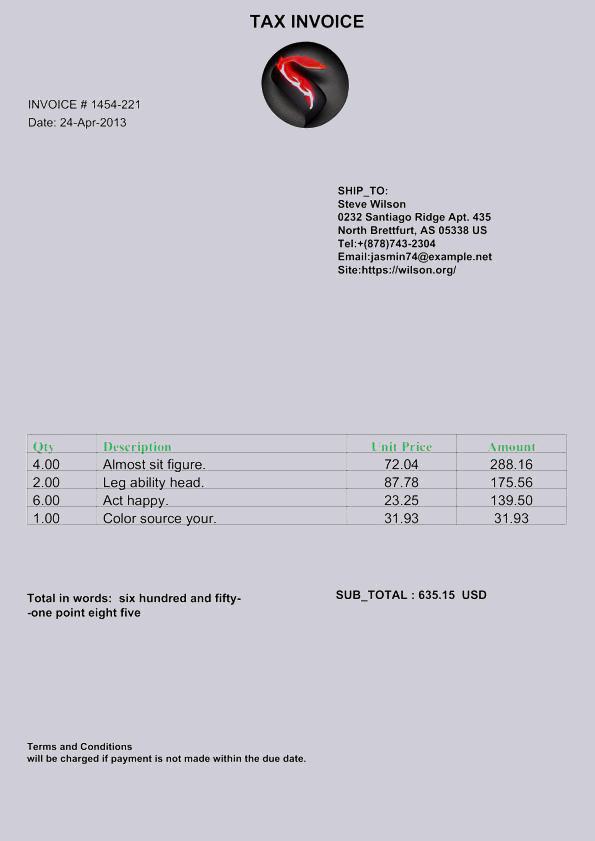 TAX INVOICE
INVOICE # 1454-221
Date: 24-Apr-2013
SHIP_TO:
Steve Wilson
0232 Santiago Ridge Apt. 435
North Brettfurt, AS 05338 US
Tel:+(878)743-2304
Email:jasmin74@example.net
Site:https://wilson.org/
Qty Description Unit Price Amount
4.00 Almost sit figure. 72.04 288.16
2.00 Leg ability head. 87.78 175.56
6.00 Act happy. 23.25 139.50
1.00 Color source your. 31.93 31.93
Total in words: six hundred and fifty-
-one point eight five
SUB_TOTAL : 635.15 USD
Terms and Conditions
will be charged if payment is not made within the due date.